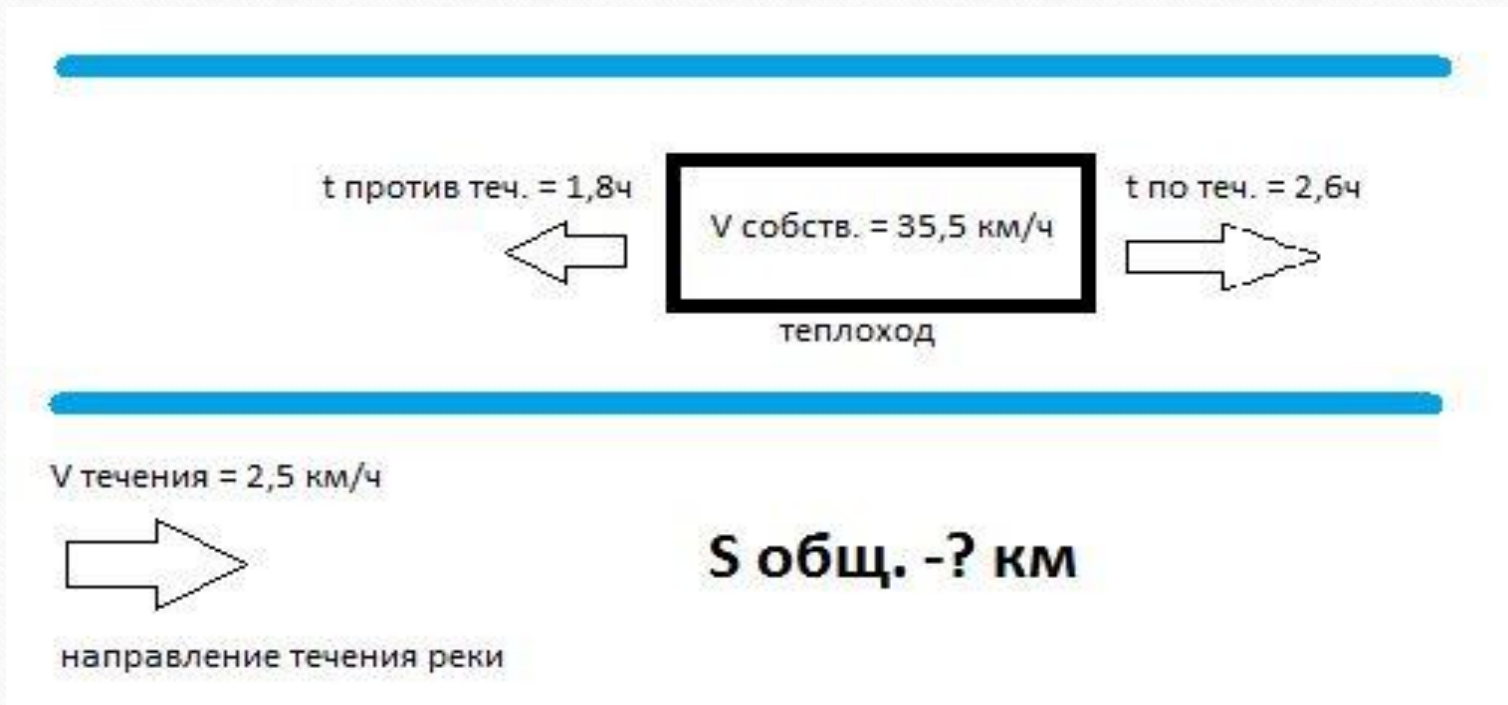 t против теч. = 1,8ч
V собств. = 35,5 км/ч
t по теч. = 2,6ч
теплоход
V течения = 2,5 км/ч
S общ. -? км
направление течения реки